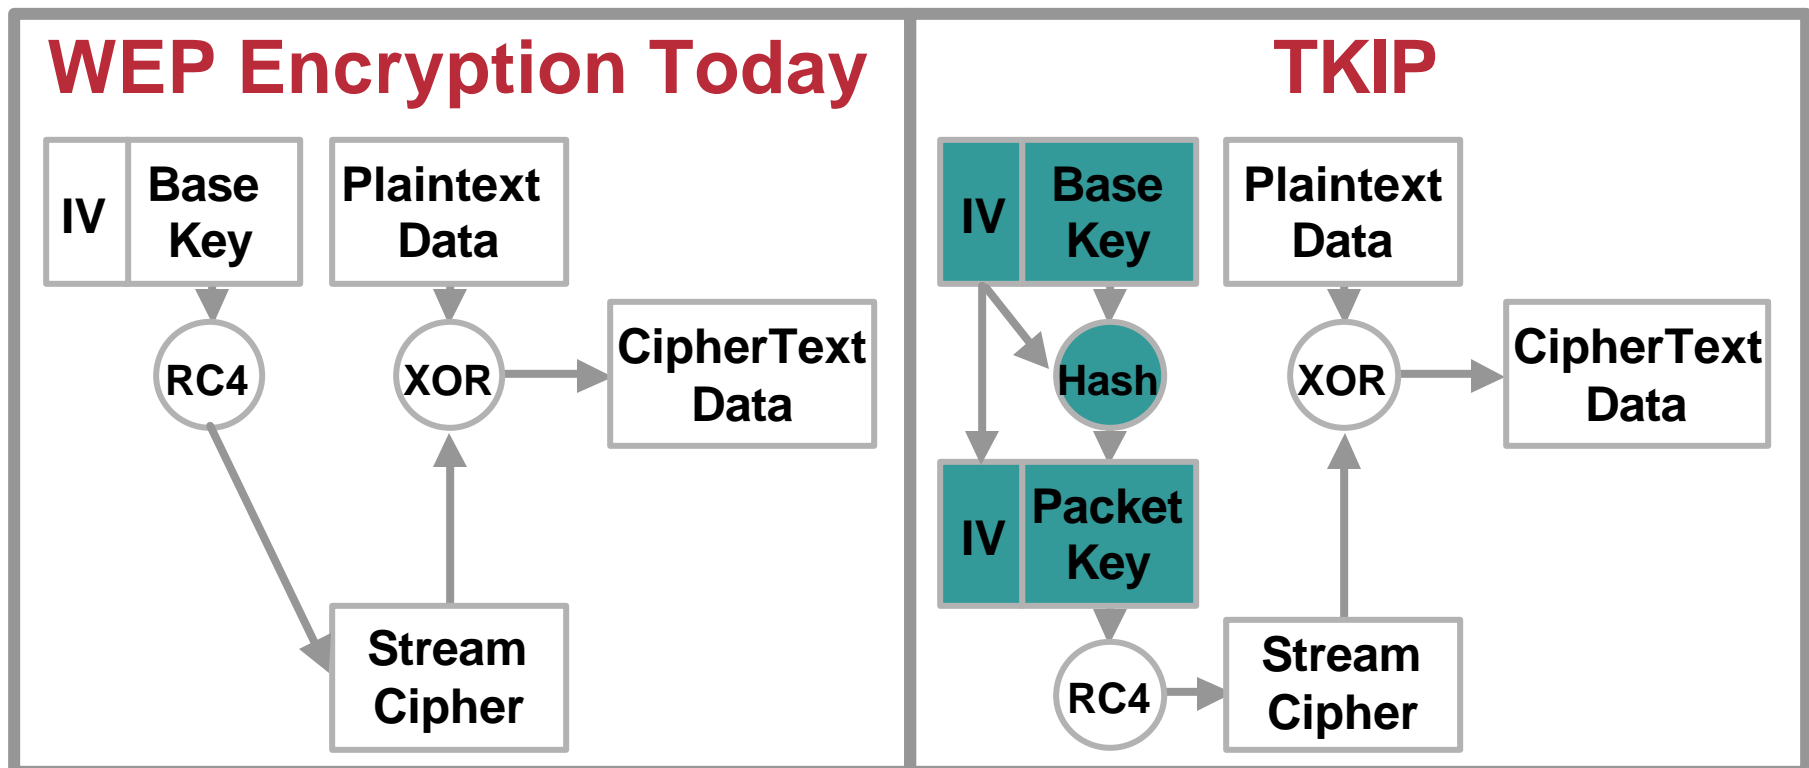 WEP Encryption Today
IV
Base
Key
Plaintext
Data
RC4
XOR
CipherText
Data
Stream
Cipher
TKIP
IV
Base
Key
Plaintext
Data
Hash
XOR
CipherText
Data
IV
Packet
Key
RC4
Stream
Cipher